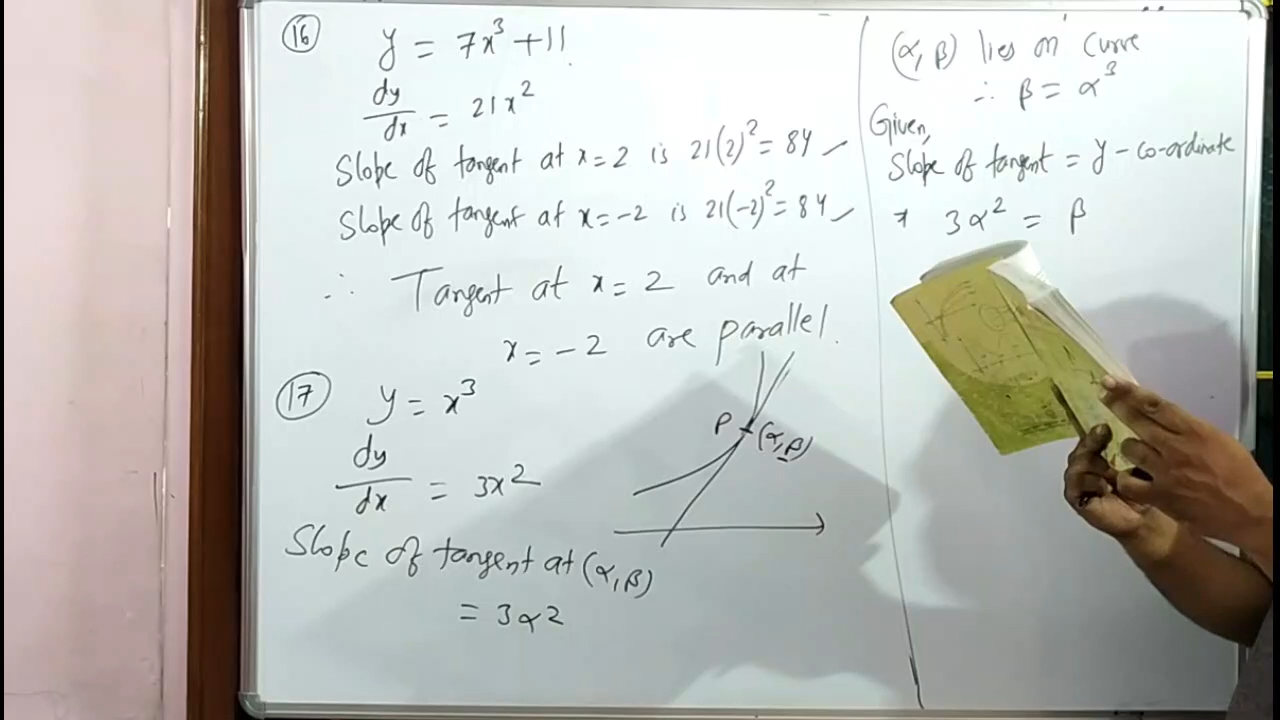 (16) y = 7x³ + 11
dy/dx = 21x²
Slope of tangent at x = 2 is 21(2)² = 84
Slope of tangent at x = -2 is 21(-2)² = 84
∴ Tangent at x = 2 and at
x = -2 are parallel.
(17) y = x³
dy/dx = 3x²
P (α, β)
Slope of tangent at (α, β)
= 3α2
(α, β) lies on curve
∴ β = α³
Given,
Slope of tangent = y - co-ordinate
3α² = β